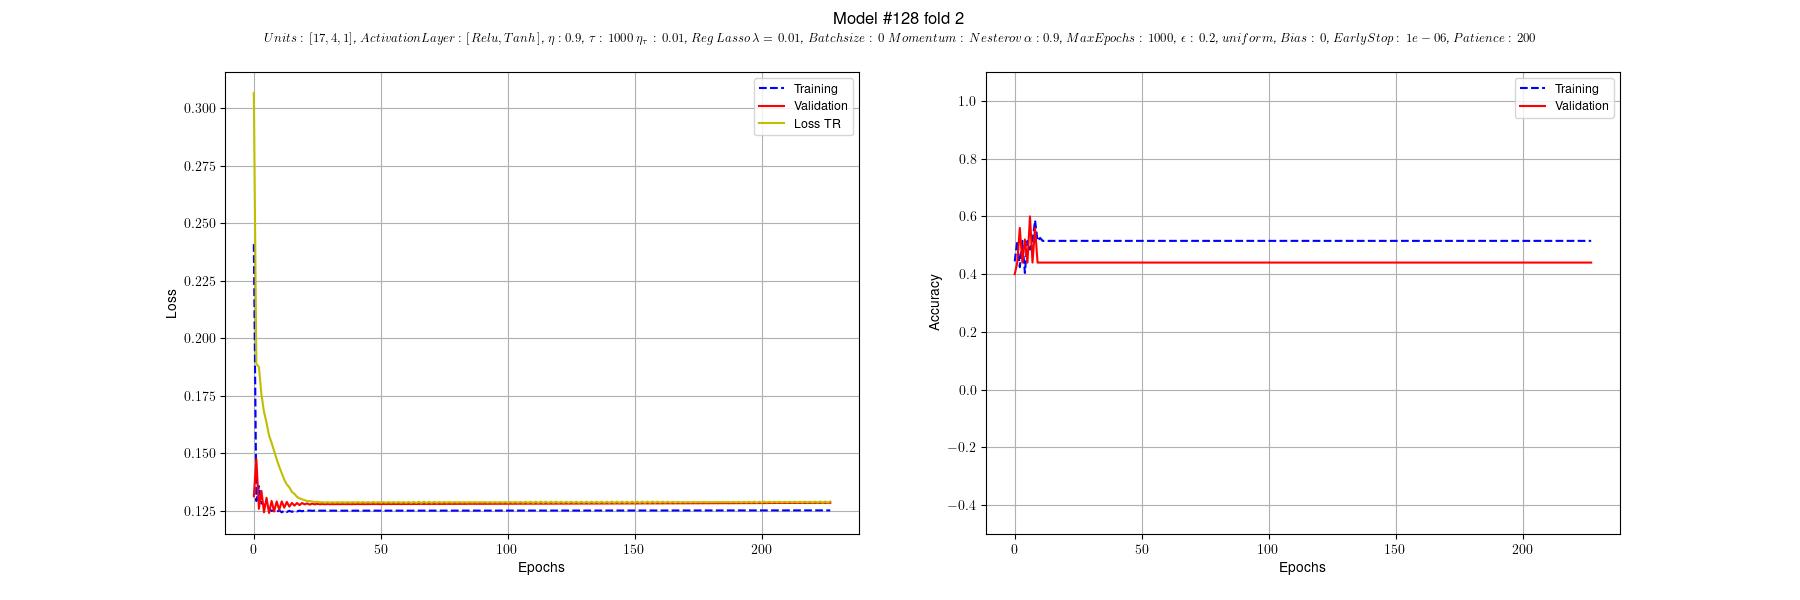 Model #128 fold 2
Units : [17, 4, 1], ActivationLayer : [Relu, Tanh], η : 0.9, τ : 1000 η_τ : 0.01, Reg Lasso λ = 0.01, Batchsize : 0 Momentum : Nesterov α : 0.9, MaxEpochs : 1000, ϵ : 0.2, uniform, Bias : 0, EarlyStop : 1e − 06, Patience : 200
Training
Validation
Loss TR
0.300
0.275
0.250
0.225
0.200
0.175
0.150
0.125
Loss
0 50 100 150 200
Epochs
Training
Validation
1.0
0.8
0.6
0.4
0.2
0.0
−0.2
−0.4
Accuracy
0 50 100 150 200
Epochs